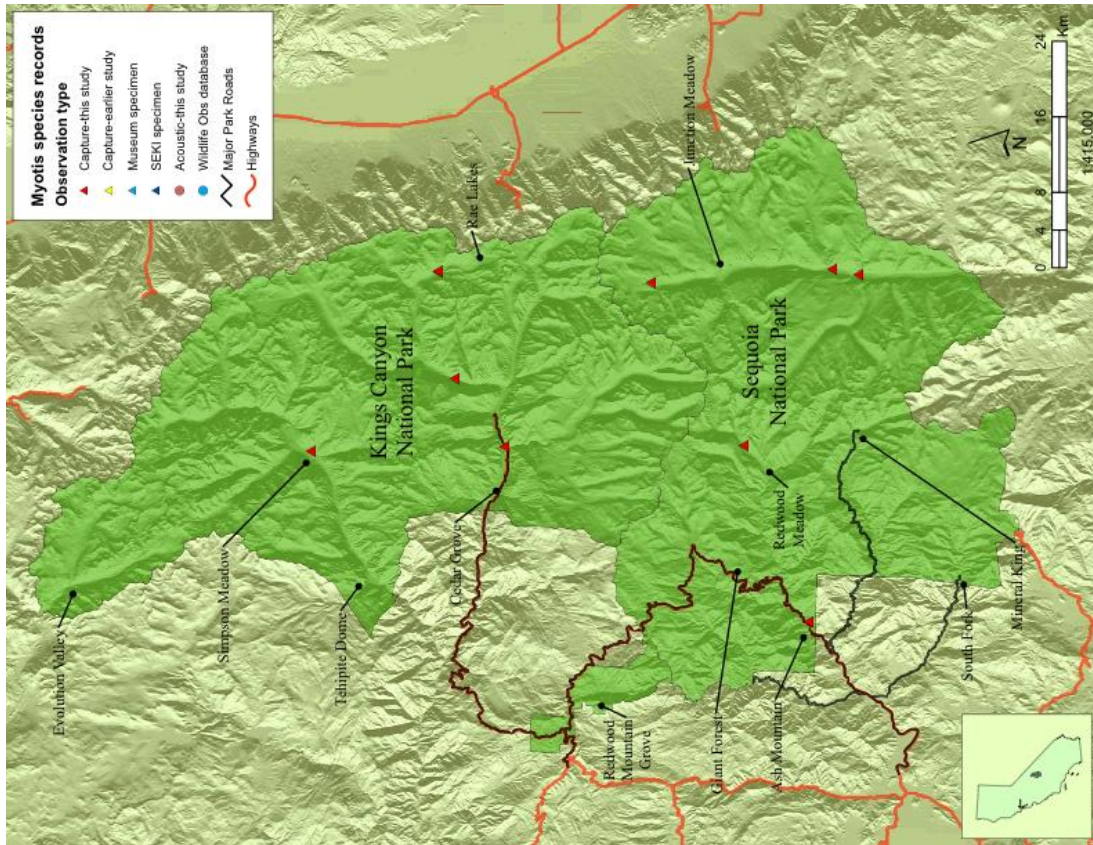 Myotis species records
Observation type
Capture-this study
Capture-earlier study
Museum specimen
SEKI specimen
Acoustic-this study
Wildlife Obs database
Major Park Roads
Highways
Evolution Valley
Simpson Meadow
Tehipite Dome
Kings Canyon
National Park
Rae Lakes
Cedar Grove
Redwood
Mountain
Grove
Giant Forest
Ash Mountain
Redwood
Meadow
Sequoia
National Park
Junction Meadow
Mineral King
South Fork
N
0
4
8
16
24
Km
1:415,000